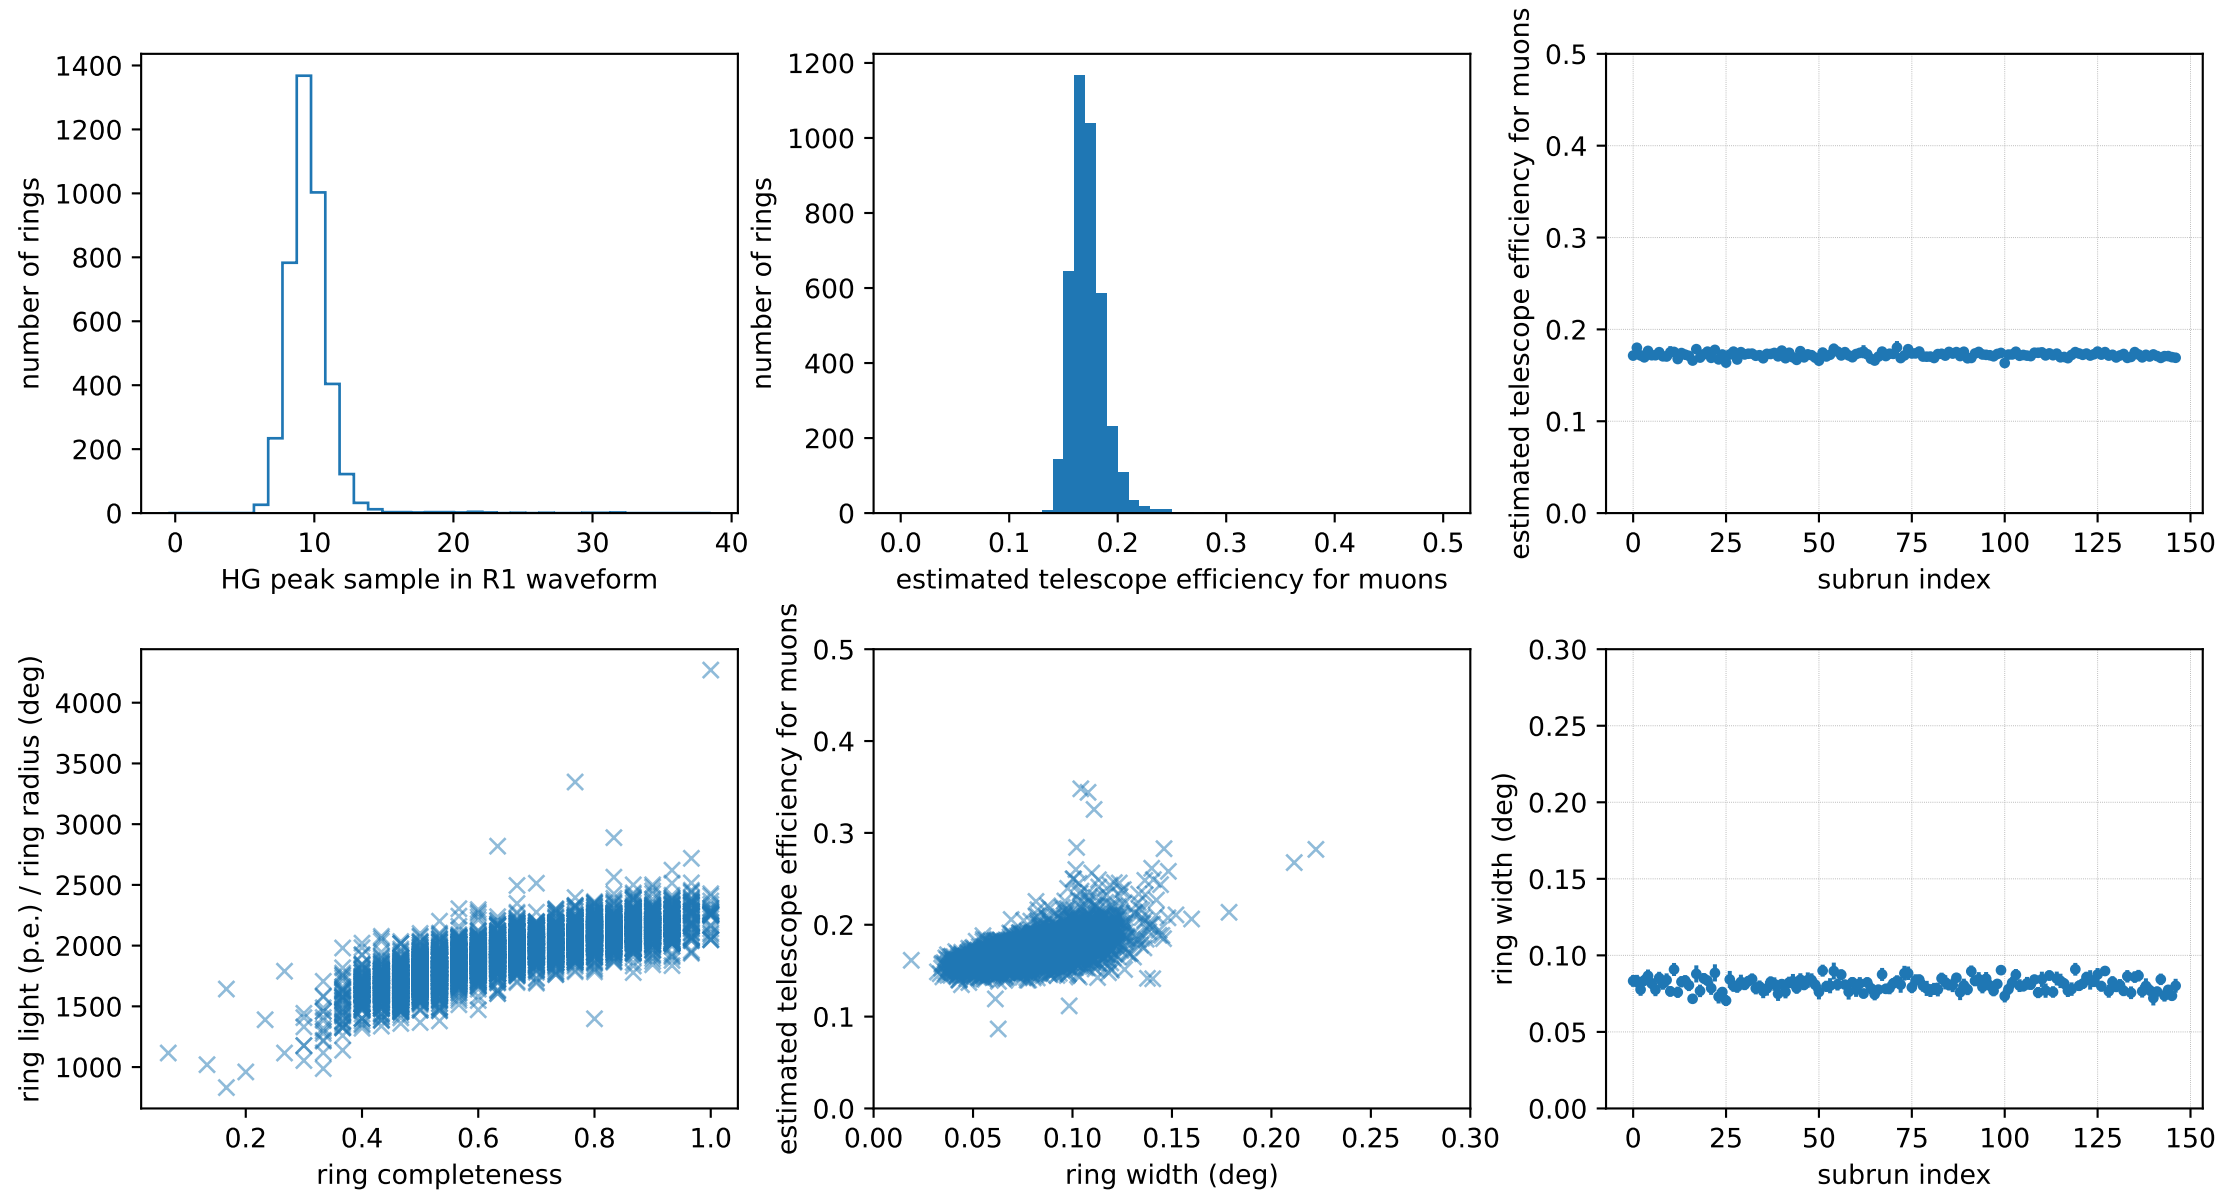 1400
1200
1000
800
600
400
200
0
number of rings
0 10 20 30 40
HG peak sample in R1 waveform
1200
1000
800
600
400
200
0
number of rings
0.0 0.1 0.2 0.3 0.4 0.5
estimated telescope efficiency for muons
0.5
0.4
0.3
0.2
0.1
0.0
estimated telescope efficiency for muons
0 25 50 75 100 125 150
subrun index
4000
3500
3000
2500
2000
1500
1000
ring light (p.e.) / ring radius (deg)
0.2 0.4 0.6 0.8 1.0
ring completeness
0.5
0.4
0.3
0.2
0.1
0.0
estimated telescope efficiency for muons
0.00 0.05 0.10 0.15 0.20 0.25 0.30
ring width (deg)
0.30
0.25
0.20
0.15
0.10
0.05
0.00
ring width (deg)
0 25 50 75 100 125 150
subrun index